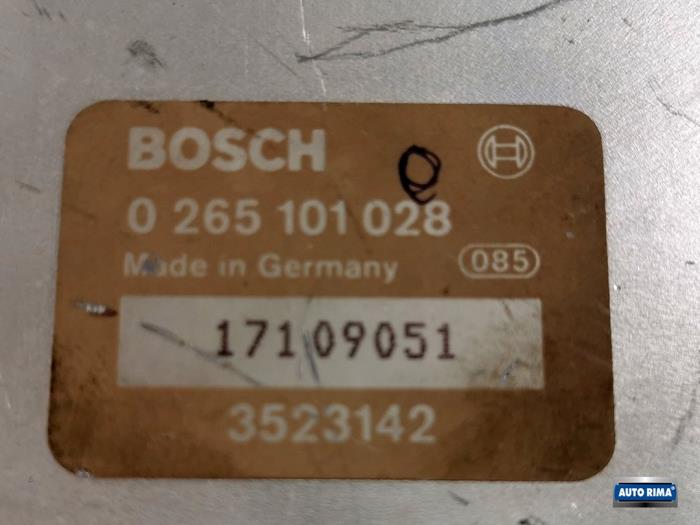 BOSCH
0 265 101 028
Made in Germany 085
17109051
3523142
AUTO RIMA